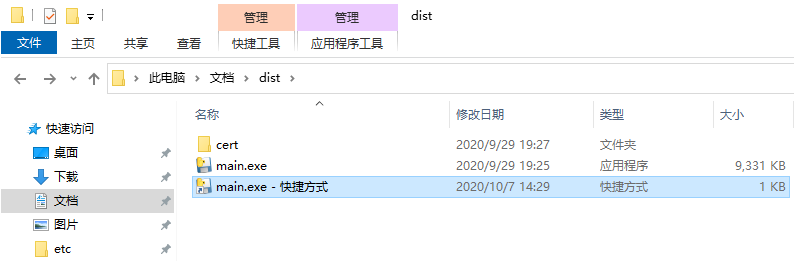 管理 管理 dist
文件 主页 共享 查看 快捷工具 应用程序工具
此电脑 文档 dist
名称 修改日期 类型 大小
快速访问
桌面 cert 2020/9/29 19:27 文件夹
下载 main.exe 2020/9/29 19:25 应用程序 9,331 KB
文档 main.exe - 快捷方式 2020/10/7 14:29 快捷方式 1 KB
图片
etc